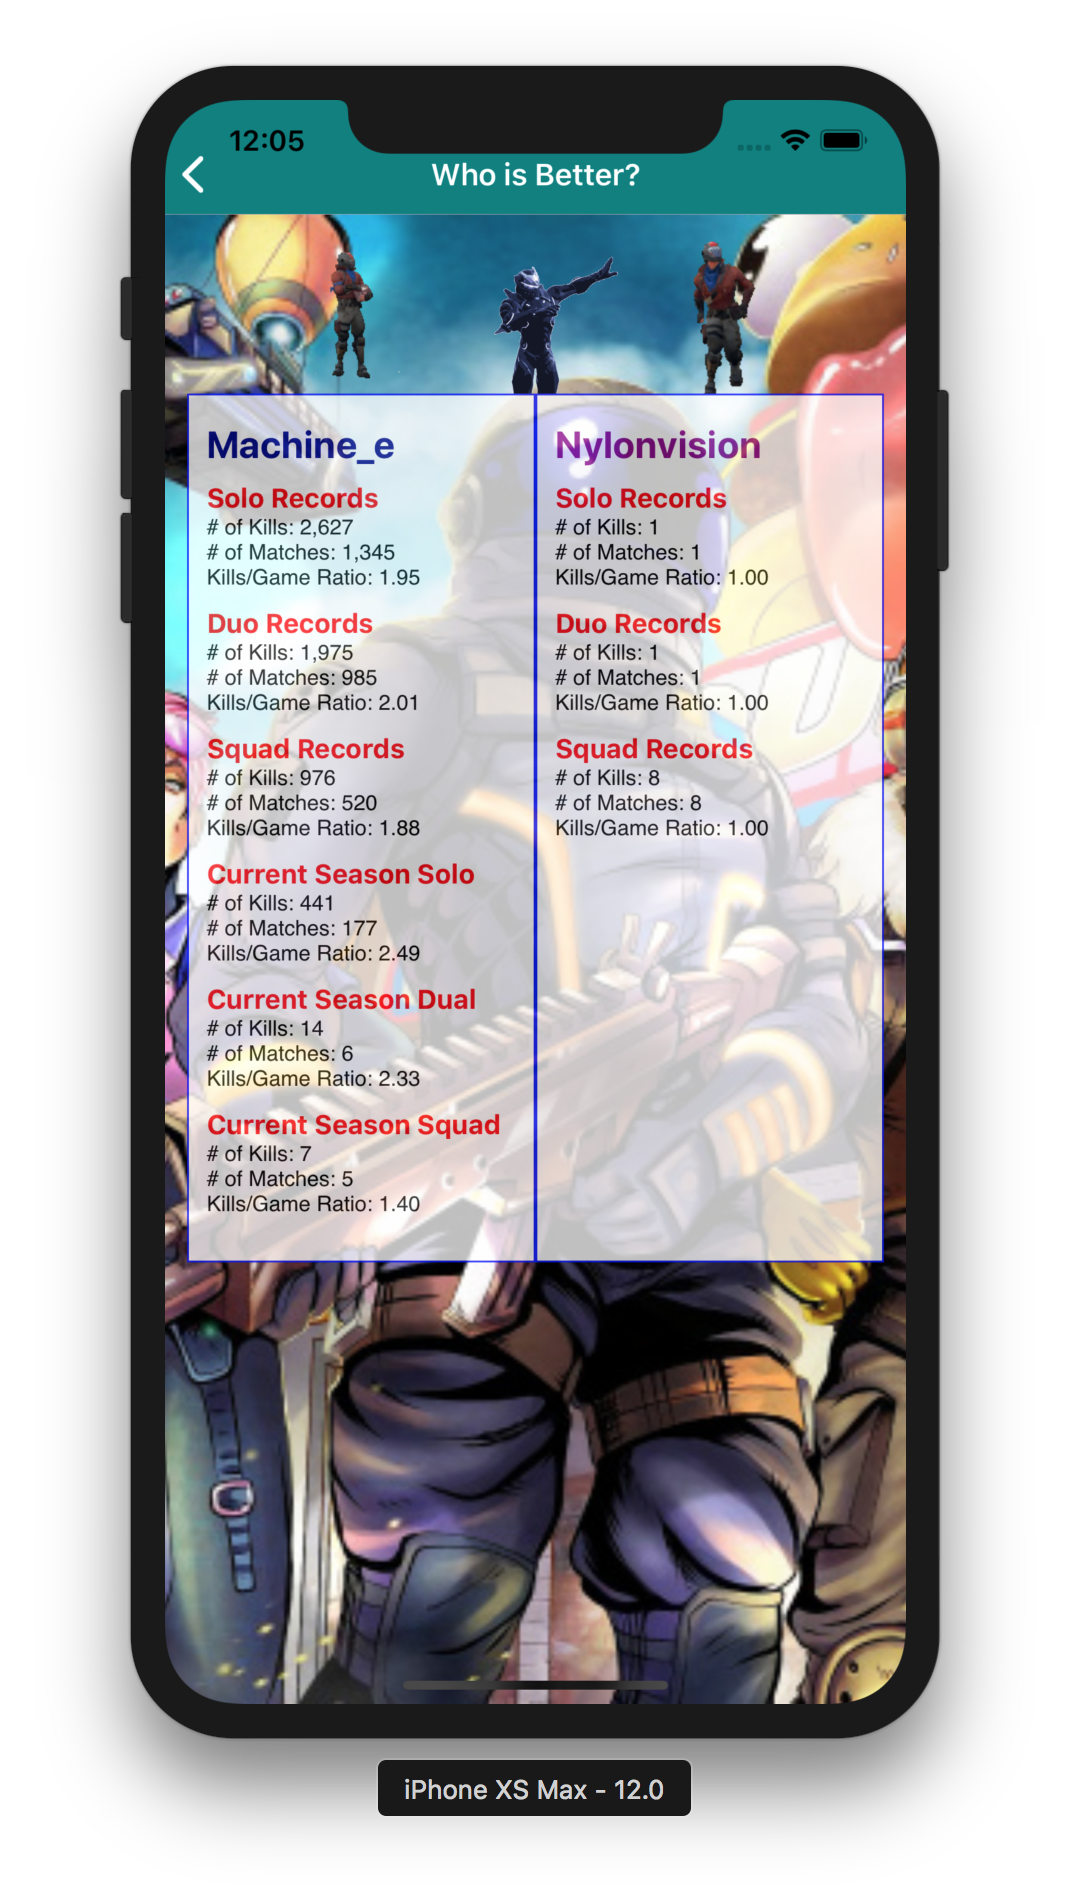 12:05
Who is Better?
Machine_e
Solo Records
# of Kills: 2,627
# of Matches: 1,345
Kills/Game Ratio: 1.95
Duo Records
# of Kills: 1,975
# of Matches: 985
Kills/Game Ratio: 2.01
Squad Records
# of Kills: 976
# of Matches: 520
Kills/Game Ratio: 1.88
Current Season Solo
# of Kills: 441
# of Matches: 177
Kills/Game Ratio: 2.49
Current Season Dual
# of Kills: 14
# of Matches: 6
Kills/Game Ratio: 2.33
Current Season Squad
# of Kills: 7
# of Matches: 5
Kills/Game Ratio: 1.40
Nylonvision
Solo Records
# of Kills: 1
# of Matches: 1
Kills/Game Ratio: 1.00
Duo Records
# of Kills: 1
# of Matches: 1
Kills/Game Ratio: 1.00
Squad Records
# of Kills: 8
# of Matches: 8
Kills/Game Ratio: 1.00
iPhone XS Max - 12.0